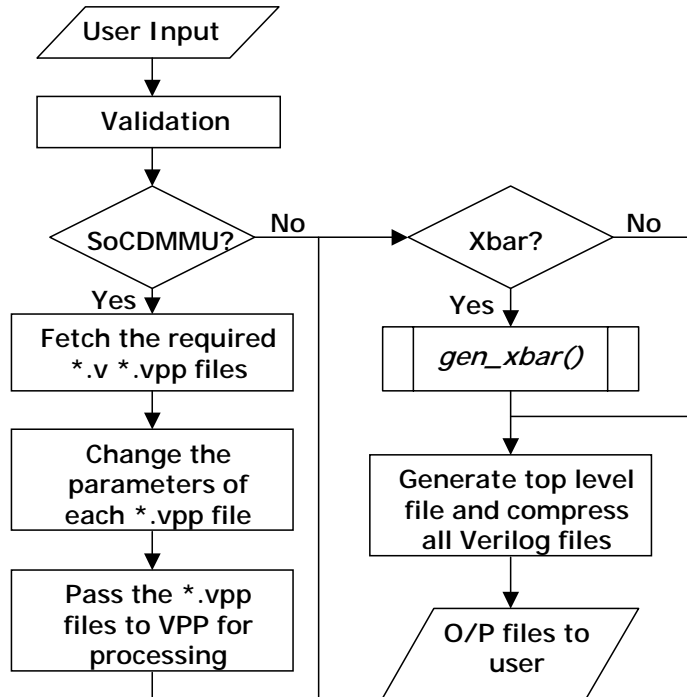 User Input
Validation
SoCDMMU?
No
Yes
Fetch the required
*.v *.vpp files
Change the
parameters of
each *.vpp file
Pass the *.vpp
files to VPP for
processing
Xbar?
No
Yes
gen_xbar()
Generate top level
file and compress
all Verilog files
O/P files to
user